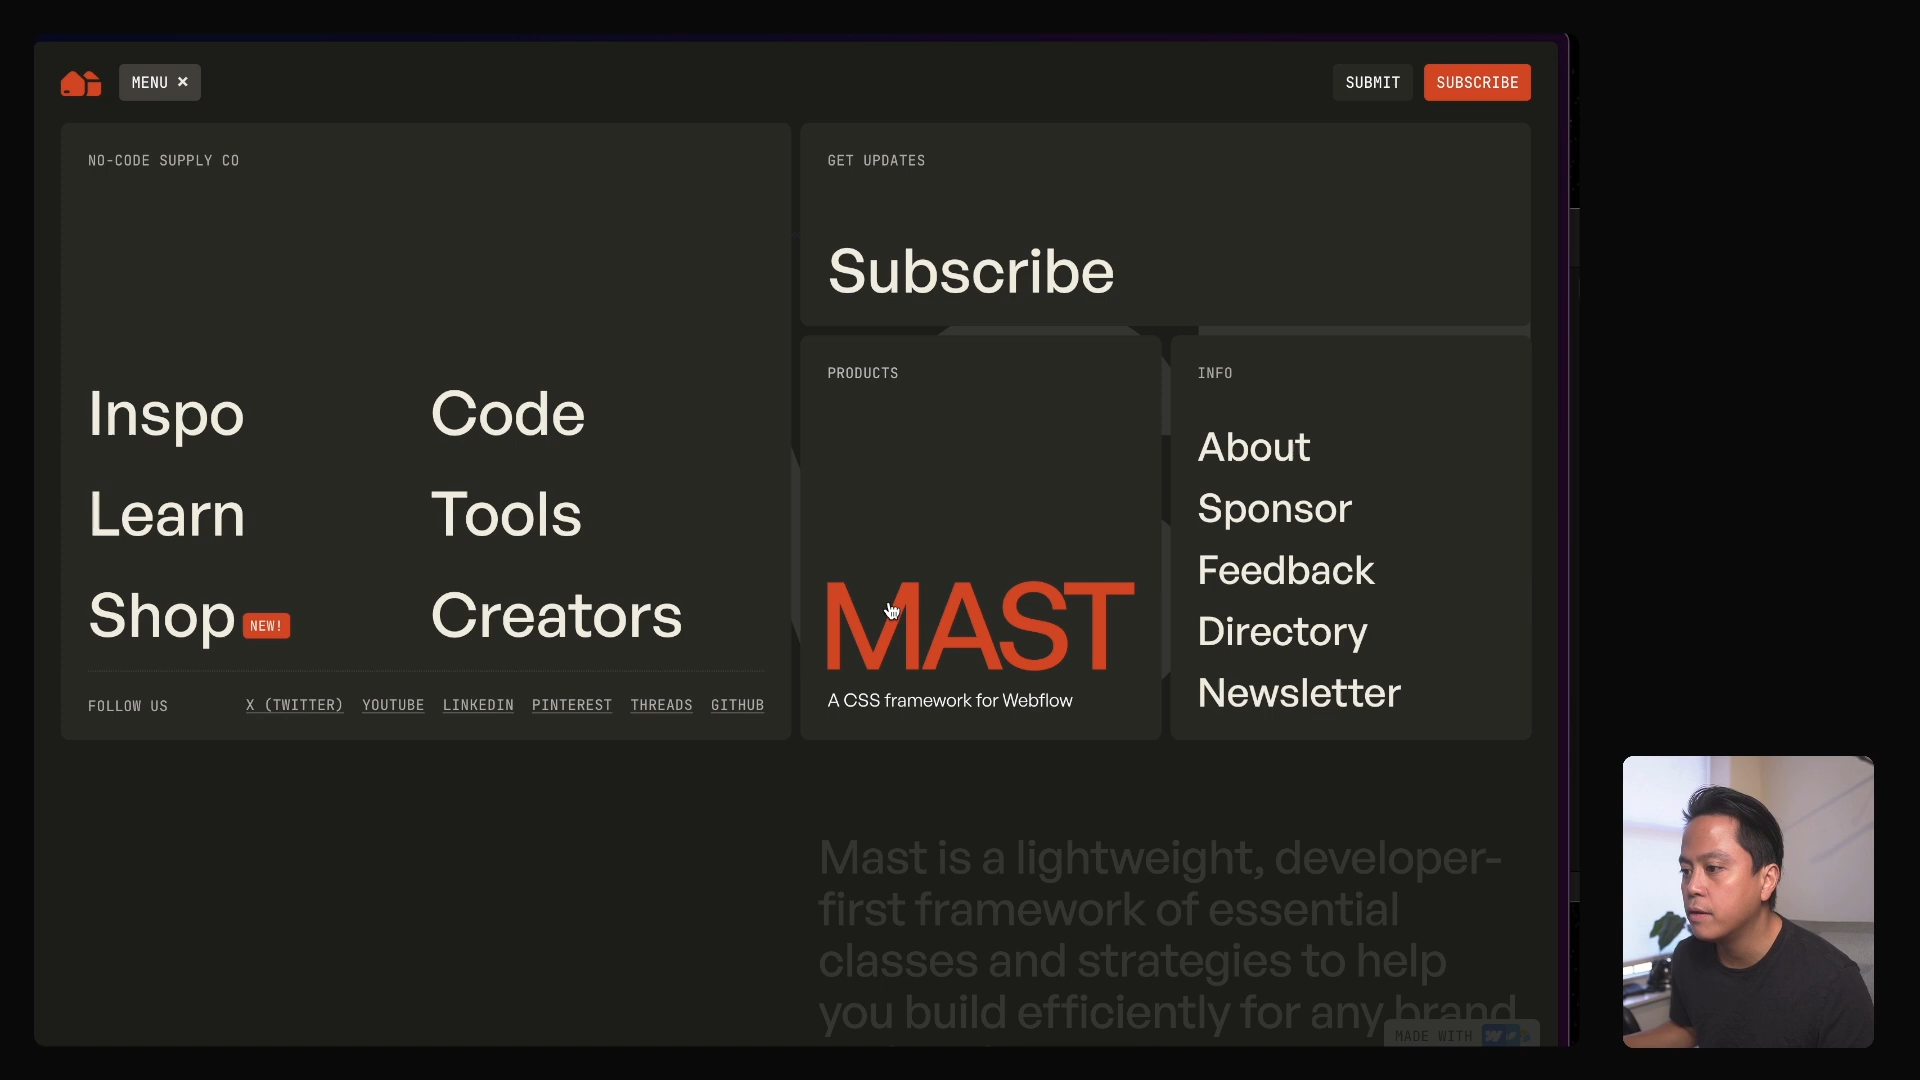 MENU ×
SUBMIT
SUBSCRIBE
NO-CODE SUPPLY CO
Inspo
Code
Learn
Tools
Shop NEW!
Creators
FOLLOW US
X (TWITTER) YOUTUBE LINKEDIN PINTEREST THREADS GITHUB
GET UPDATES
Subscribe
PRODUCTS
MAST
A CSS framework for Webflow
INFO
About
Sponsor
Feedback
Directory
Newsletter
Mast is a lightweight, developer-
first framework of essential
classes and strategies to help
you build efficiently for any brand
MADE WITH